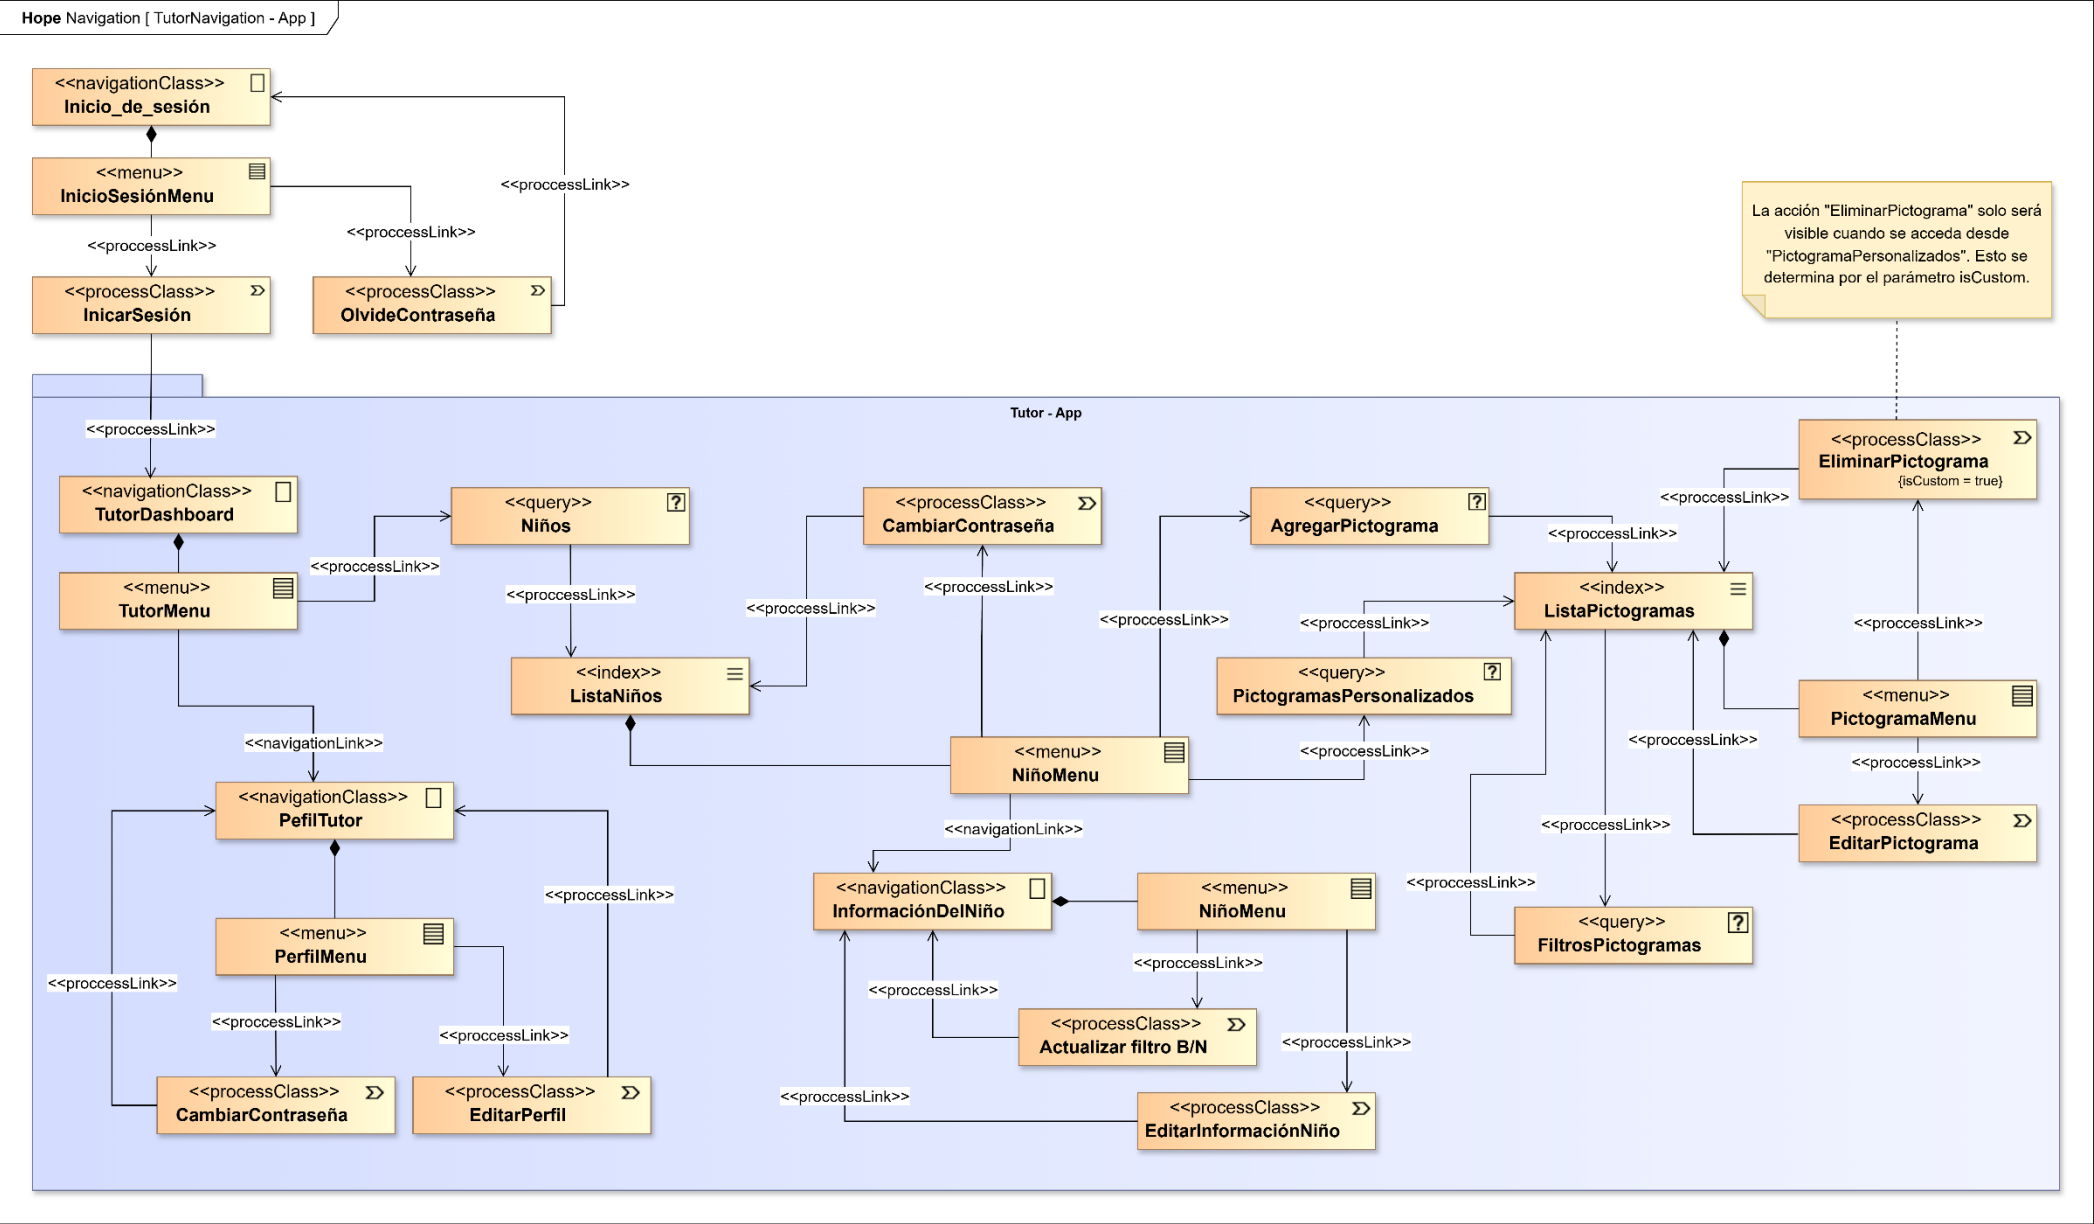 Hope Navigation [ TutorNavigation - App ]
<<navigationClass>>
Inicio_de_sesión
<<menu>>
InicioSesiónMenu
<<proccessLink>>
<<proccessLink>>
<<proccessLink>>
<<processClass>>
InicarSesión
<<processClass>>
OlvideContraseña
La acción "EliminarPictograma" solo será
visible cuando se acceda desde
"PictogramaPersonalizados". Esto se
determina por el parámetro isCustom.
Tutor - App
<<proccessLink>>
<<navigationClass>>
TutorDashboard
<<menu>>
TutorMenu
<<proccessLink>>
<<query>>
Niños
<<proccessLink>>
<<index>>
ListaNiños
<<proccessLink>>
<<processClass>>
CambiarContraseña
<<proccessLink>>
<<query>>
AgregarPictograma
<<proccessLink>>
<<proccessLink>>
<<proccessLink>>
<<query>>
PictogramasPersonalizados
<<proccessLink>>
<<menu>>
NiñoMenu
<<index>>
ListaPictogramas
<<proccessLink>>
<<processClass>>
EliminarPictograma
{isCustom = true}
<<proccessLink>>
<<menu>>
PictogramaMenu
<<proccessLink>>
<<proccessLink>>
<<processClass>>
EditarPictograma
<<proccessLink>>
<<proccessLink>>
<<query>>
FiltrosPictogramas
<<navigationLink>>
<<navigationClass>>
PefilTutor
<<menu>>
PerfilMenu
<<proccessLink>>
<<proccessLink>>
<<proccessLink>>
<<proccessLink>>
<<processClass>>
CambiarContraseña
<<processClass>>
EditarPerfil
<<navigationLink>>
<<navigationClass>>
InformaciónDelNiño
<<menu>>
NiñoMenu
<<proccessLink>>
<<proccessLink>>
<<processClass>>
Actualizar filtro B/N
<<proccessLink>>
<<proccessLink>>
<<processClass>>
EditarInformaciónNiño